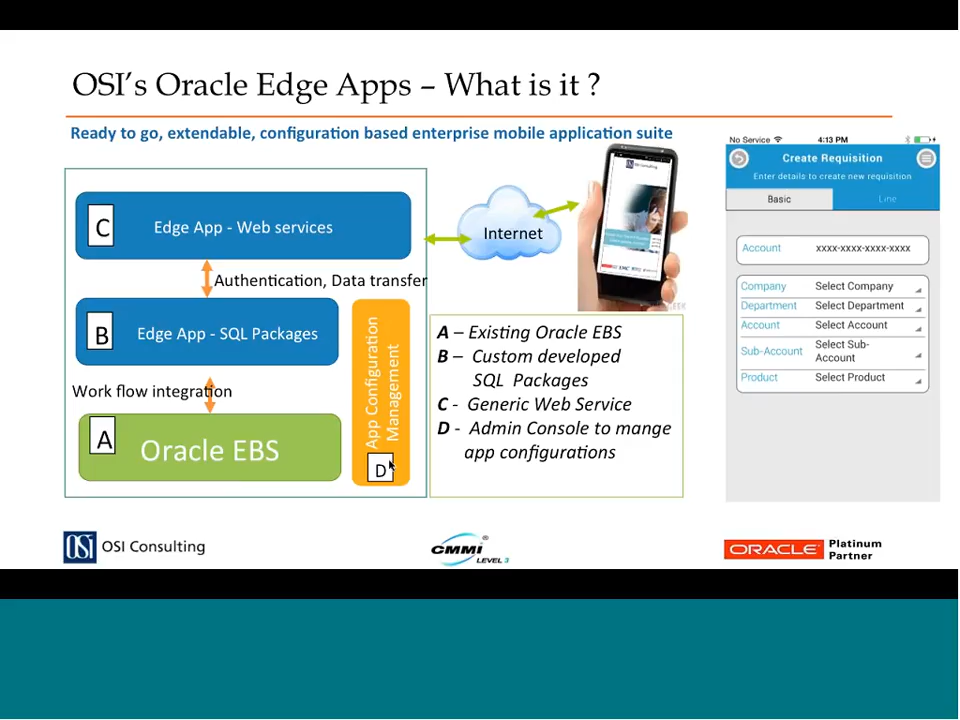 OSI’s Oracle Edge Apps – What is it ?
Ready to go, extendable, configuration based enterprise mobile application suite
C
Edge App - Web services
Authentication, Data transfer
B
Edge App - SQL Packages
Work flow integration
A
Oracle EBS
App Configuration
Management
D
Internet
OSI Consulting
A – Existing Oracle EBS
B – Custom developed
SQL Packages
C - Generic Web Service
D - Admin Console to mange
app configurations
No Service 4:13 PM
Create Requisition
Enter details to create new requisition
Basic Line
Account xxxx-xxxx-xxxx-xxxx
Company Select Company
Department Select Department
Account Select Account
Sub-Account Select Sub-
Account
Product Select Product
OSI OSI Consulting
CMMI®
LEVEL 3
ORACLE Platinum
Partner